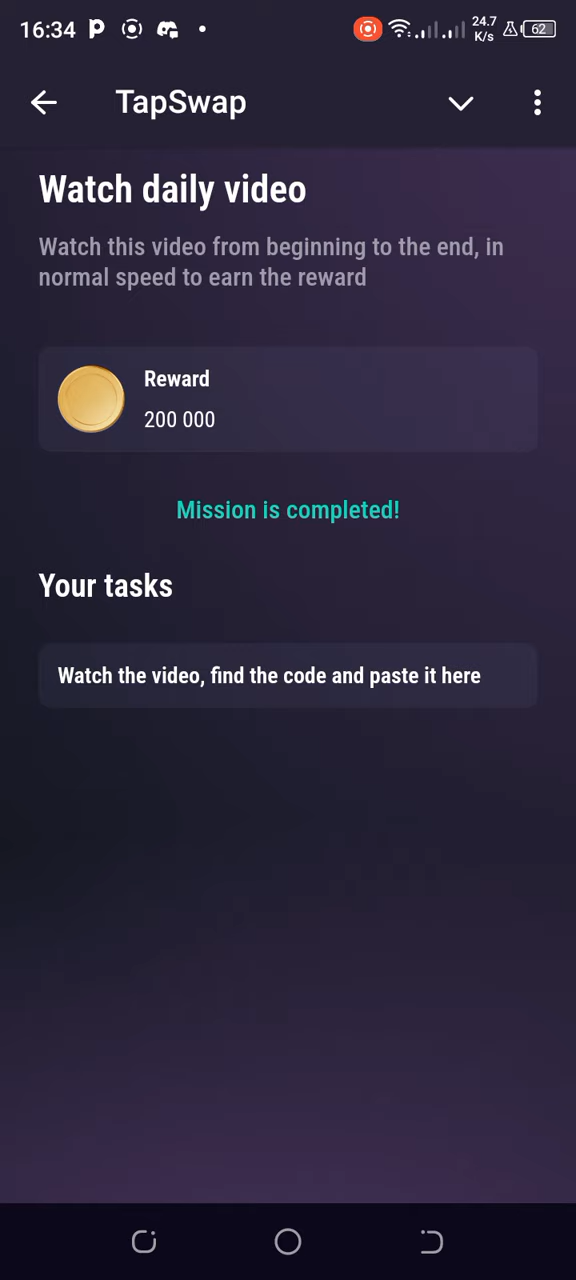 16:34
24.7
K/s
62
TapSwap
Watch daily video
Watch this video from beginning to the end, in
normal speed to earn the reward
Reward
200 000
Mission is completed!
Your tasks
Watch the video, find the code and paste it here